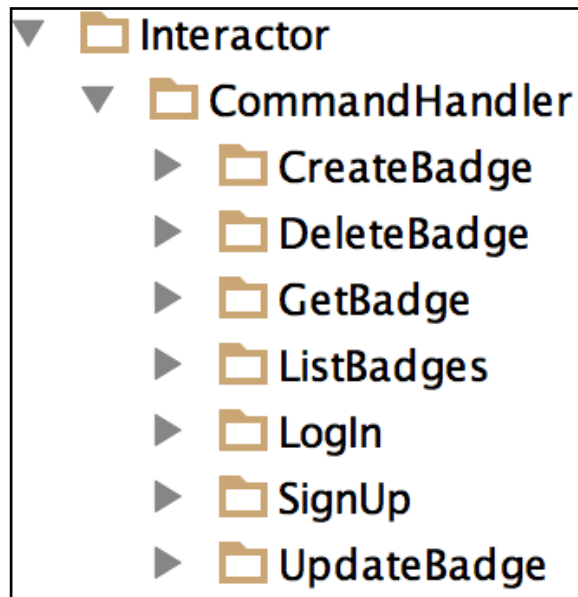 Interactor
CommandHandler
CreateBadge
DeleteBadge
GetBadge
ListBadges
LogIn
SignUp
UpdateBadge